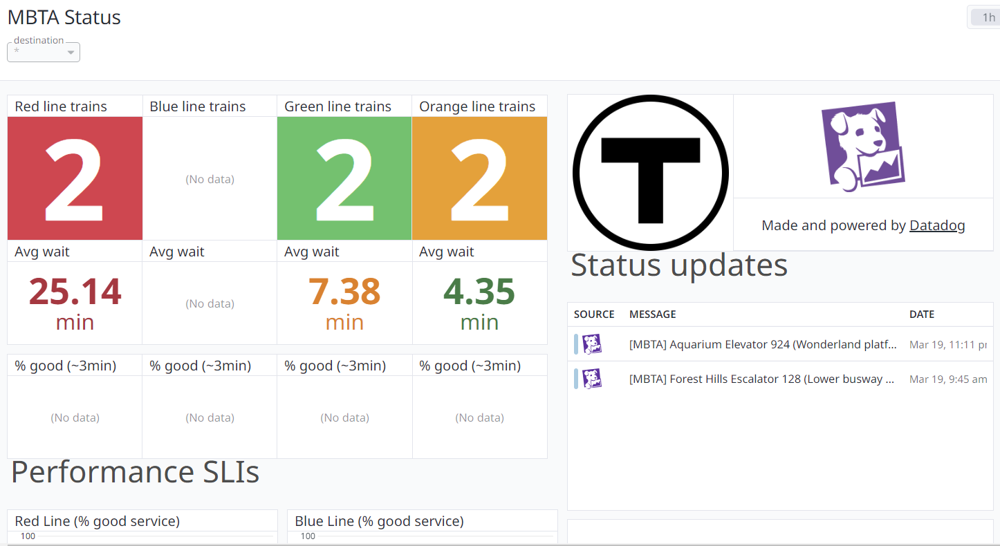 MBTA Status
1h
destination
*
Red line trains
Blue line trains
Green line trains
Orange line trains
2
(No data)
2
2
Avg wait
Avg wait
Avg wait
Avg wait
25.14
min
(No data)
7.38
min
4.35
min
% good (~3min)
% good (~3min)
% good (~3min)
% good (~3min)
(No data)
(No data)
(No data)
(No data)
Performance SLIs
Red Line (% good service)
100
Blue Line (% good service)
100
T
Made and powered by Datadog
Status updates
SOURCE MESSAGE DATE
[MBTA] Aquarium Elevator 924 (Wonderland platf... Mar 19, 11:11 pr
[MBTA] Forest Hills Escalator 128 (Lower busway ... Mar 19, 9:45 am